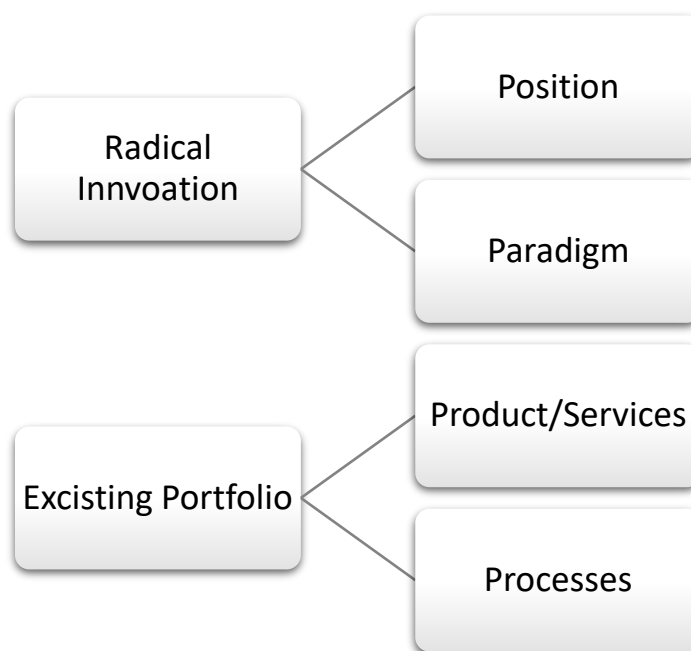 Radical
Innvoation
Position
Paradigm
Excisting Portfolio
Product/Services
Processes